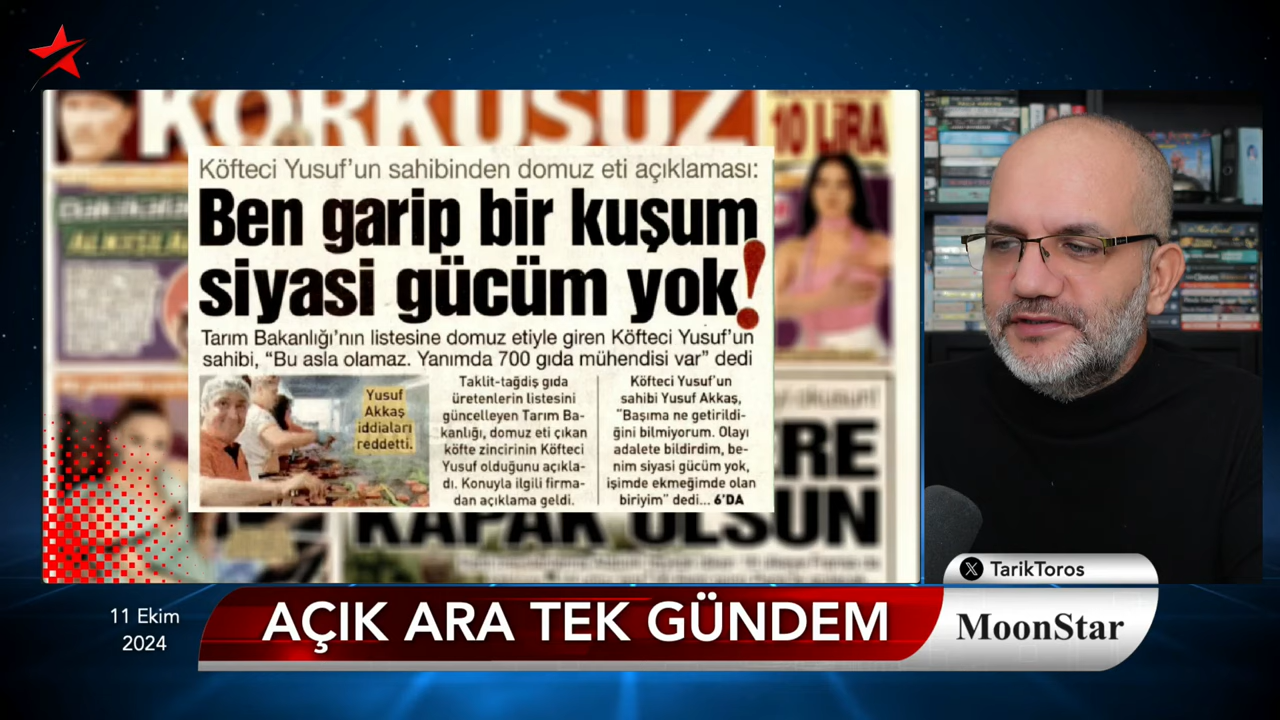 KORKUSUZ
10 LİRA
Köfteci Yusuf'un sahibinden domuz eti açıklaması:
Ben garip bir kuşum
siyasi gücüm yok!
Tarım Bakanlığı'nın listesine domuz etiyle giren Köfteci Yusuf'un
sahibi, “Bu asla olamaz. Yanımda 700 gıda mühendisi var” dedi
Yusuf
Akkaş
iddiaları
reddetti.
Taklit-tağdiş gıda
üretenlerin listesini
güncelleyen Tarım Ba-
kanlığı, domuz eti çıkan
köfte zincirinin Köfteci
Yusuf olduğunu açıkla-
dı. Konuyla ilgili firma-
dan açıklama geldi.
Köfteci Yusuf'un
sahibi Yusuf Akkaş,
“Başıma ne getirildi-
ğini bilmiyorum. Olayı
adalete bildirdim, be-
nim siyasi gücüm yok,
işimde ekmeğimde olan
biriyim” dedi... 6'DA
ERE
KAPAK OLSUN
TarikToros
11 Ekim
2024
AÇIK ARA TEK GÜNDEM
MoonStar